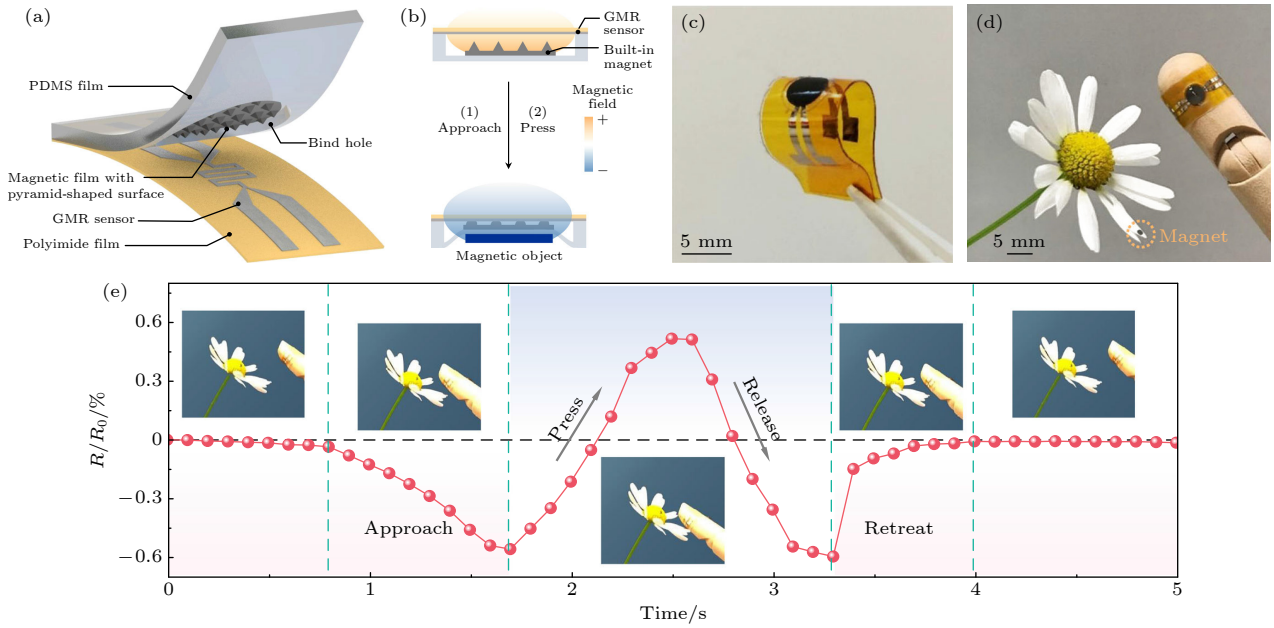 (a)
PDMS film
Bind hole
Magnetic film with
pyramid-shaped surface
GMR sensor
Polyimide film
(b)
GMR
sensor
Built-in
magnet
Magnetic
field
+
−
(1)
Approach
(2)
Press
Magnetic object
(c)
5 mm
(d)
Magnet
5 mm
(e)
R/R0/%
0.6
0.3
0
−0.3
−0.6
Approach
Press
Release
Retreat
0
1
2
3
4
5
Time/s